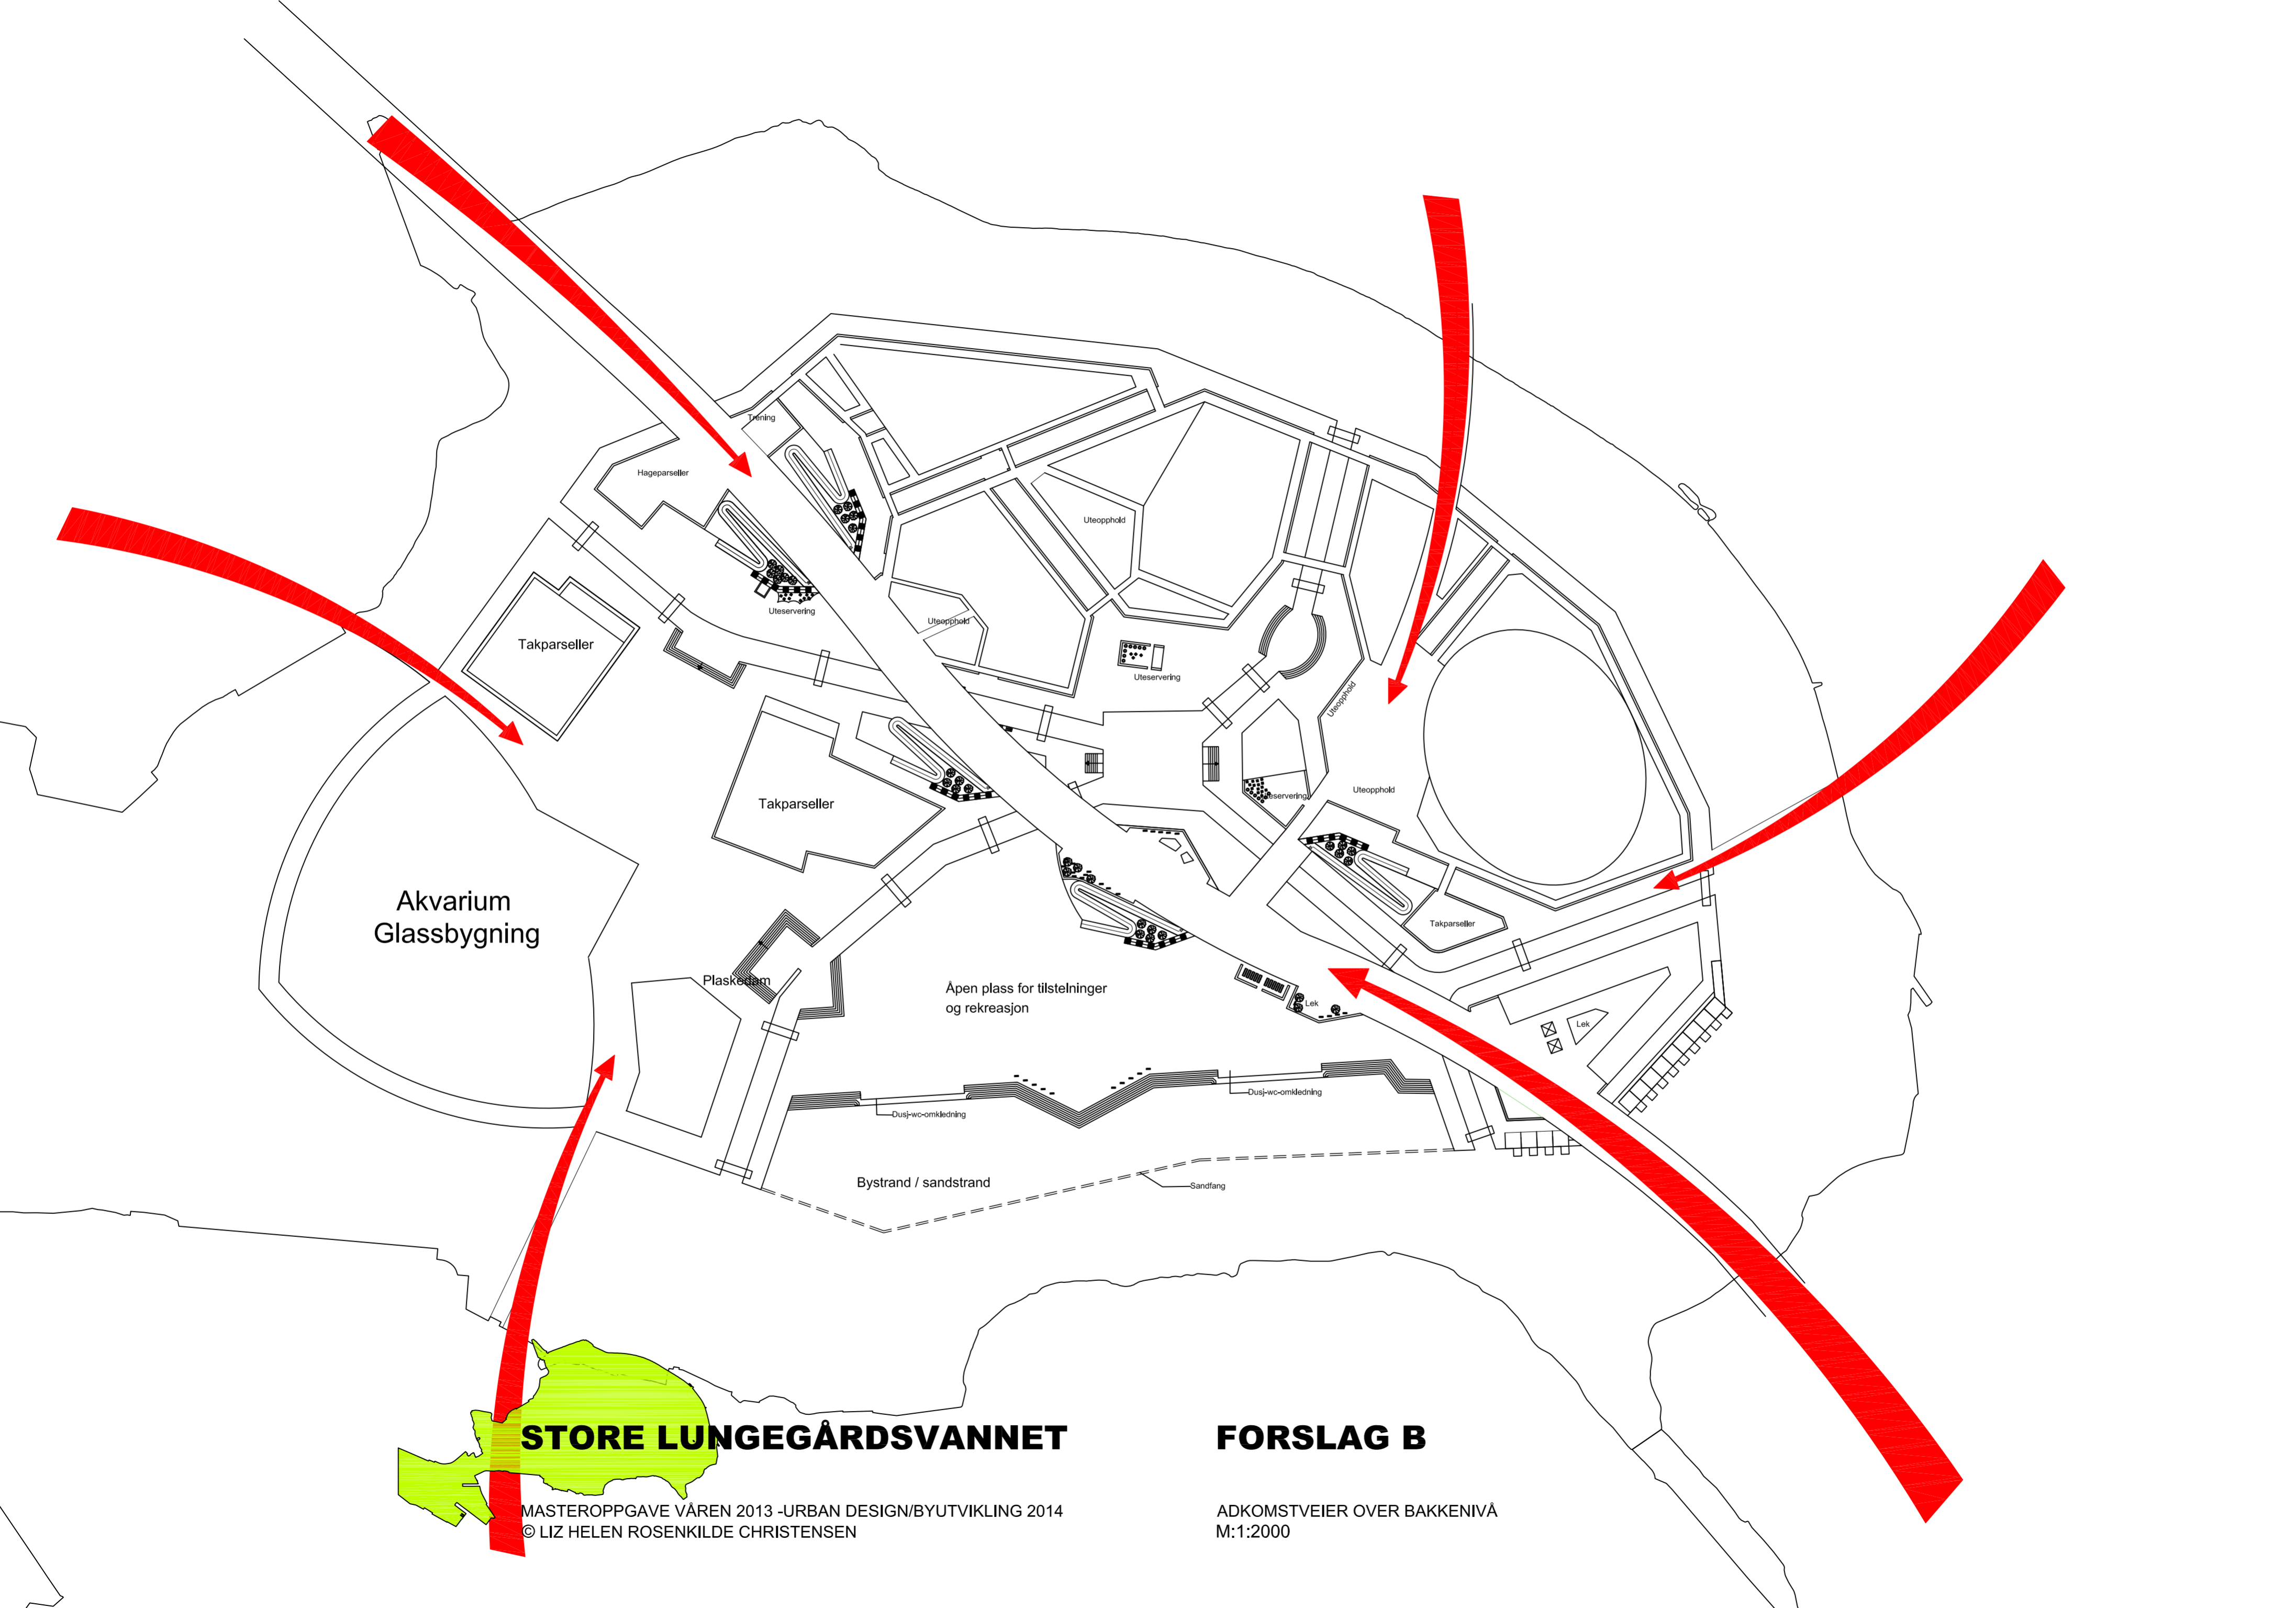 Trening
Hageparseller
Uteopphold
Uteservering
Uteopphold
Takparseller
Uteservering
Uteopphold
Takparseller
Uteservering
Uteopphold
Akvarium
Glassbygning
Takparseller
Plaskedam
Åpen plass for tilstelninger
og rekreasjon
Lek
Lek
Dusj-wc-omkledning
Dusj-wc-omkledning
Bystrand / sandstrand
Sandfang
STORE LUNGEGÅRDSVANNET
FORSLAG B
MASTEROPPGAVE VÅREN 2013 -URBAN DESIGN/BYUTVIKLING 2014
© LIZ HELEN ROSENKILDE CHRISTENSEN
ADKOMSTVEIER OVER BAKKENIVÅ
M:1:2000